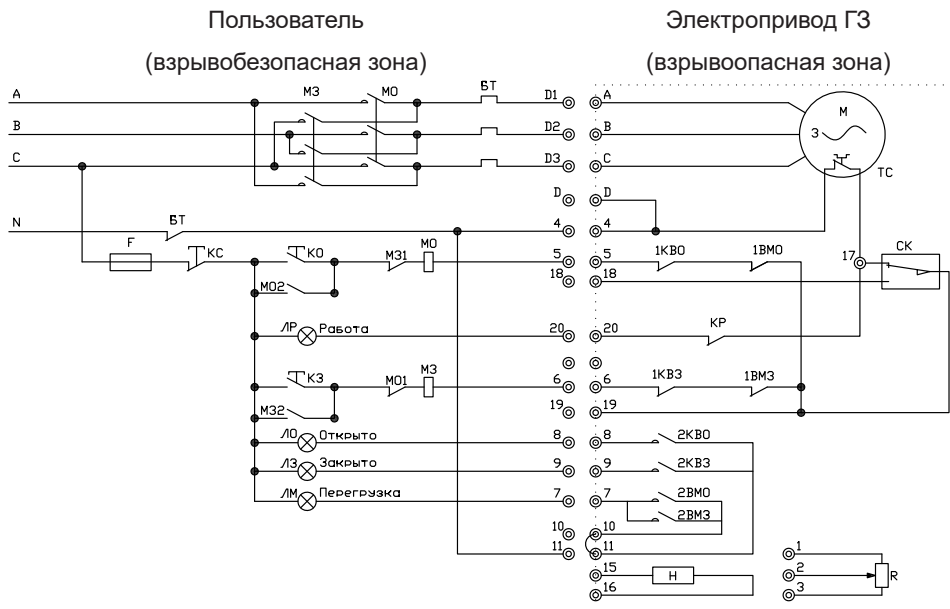 Пользователь
(взрывобезопасная зона)
Электропривод ГЗ
(взрывоопасная зона)
A МЗ МО БТ D1 A
B D2 B
C D3 C
М
3
ТС
D D
N БТ 4 4
F КС КО МЗ1 МО 5 5 1КВО 1ВМО 17 СК
МО2 18 18
ЛР Работа 20 20 КР
КЗ МО1 МЗ 6 6 1КВЗ 1ВМЗ
МЗ2 19 19
ЛО Открыто 8 8 2КВО
ЛЗ Закрыто 9 9 2КВЗ
ЛМ Перегрузка 7 7 2ВМО
2ВМЗ
10 10
11 11 1
15 Н 2 R
16 3